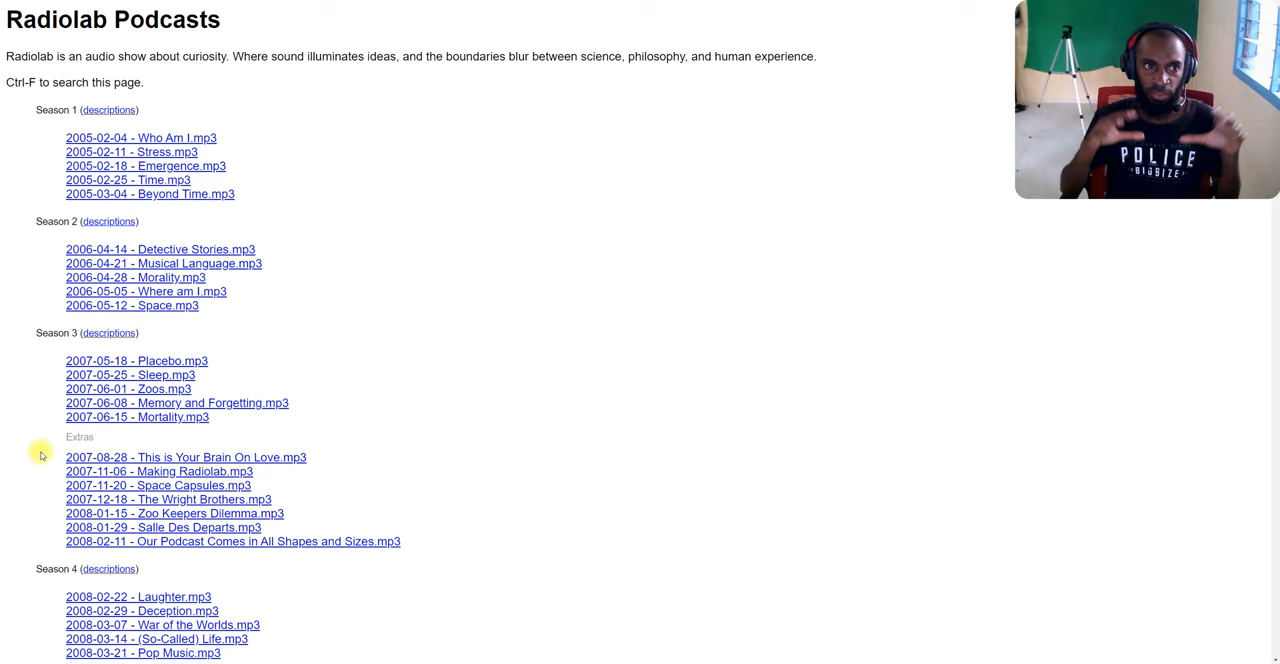 Radiolab Podcasts
Radiolab is an audio show about curiosity. Where sound illuminates ideas, and the boundaries blur between science, philosophy, and human experience.
Ctrl-F to search this page.
Season 1 (descriptions)
2005-02-04 - Who Am I.mp3
2005-02-11 - Stress.mp3
2005-02-18 - Emergence.mp3
2005-02-25 - Time.mp3
2005-03-04 - Beyond Time.mp3
Season 2 (descriptions)
2006-04-14 - Detective Stories.mp3
2006-04-21 - Musical Language.mp3
2006-04-28 - Morality.mp3
2006-05-05 - Where am I.mp3
2006-05-12 - Space.mp3
Season 3 (descriptions)
2007-05-18 - Placebo.mp3
2007-05-25 - Sleep.mp3
2007-06-01 - Zoos.mp3
2007-06-08 - Memory and Forgetting.mp3
2007-06-15 - Mortality.mp3
Extras
2007-08-28 - This is Your Brain On Love.mp3
2007-11-06 - Making Radiolab.mp3
2007-11-20 - Space Capsules.mp3
2007-12-18 - The Wright Brothers.mp3
2008-01-15 - Zoo Keepers Dilemma.mp3
2008-01-29 - Salle Des Departs.mp3
2008-02-11 - Our Podcast Comes in All Shapes and Sizes.mp3
Season 4 (descriptions)
2008-02-22 - Laughter.mp3
2008-02-29 - Deception.mp3
2008-03-07 - War of the Worlds.mp3
2008-03-14 - (So-Called) Life.mp3
2008-03-21 - Pop Music.mp3
POLICE